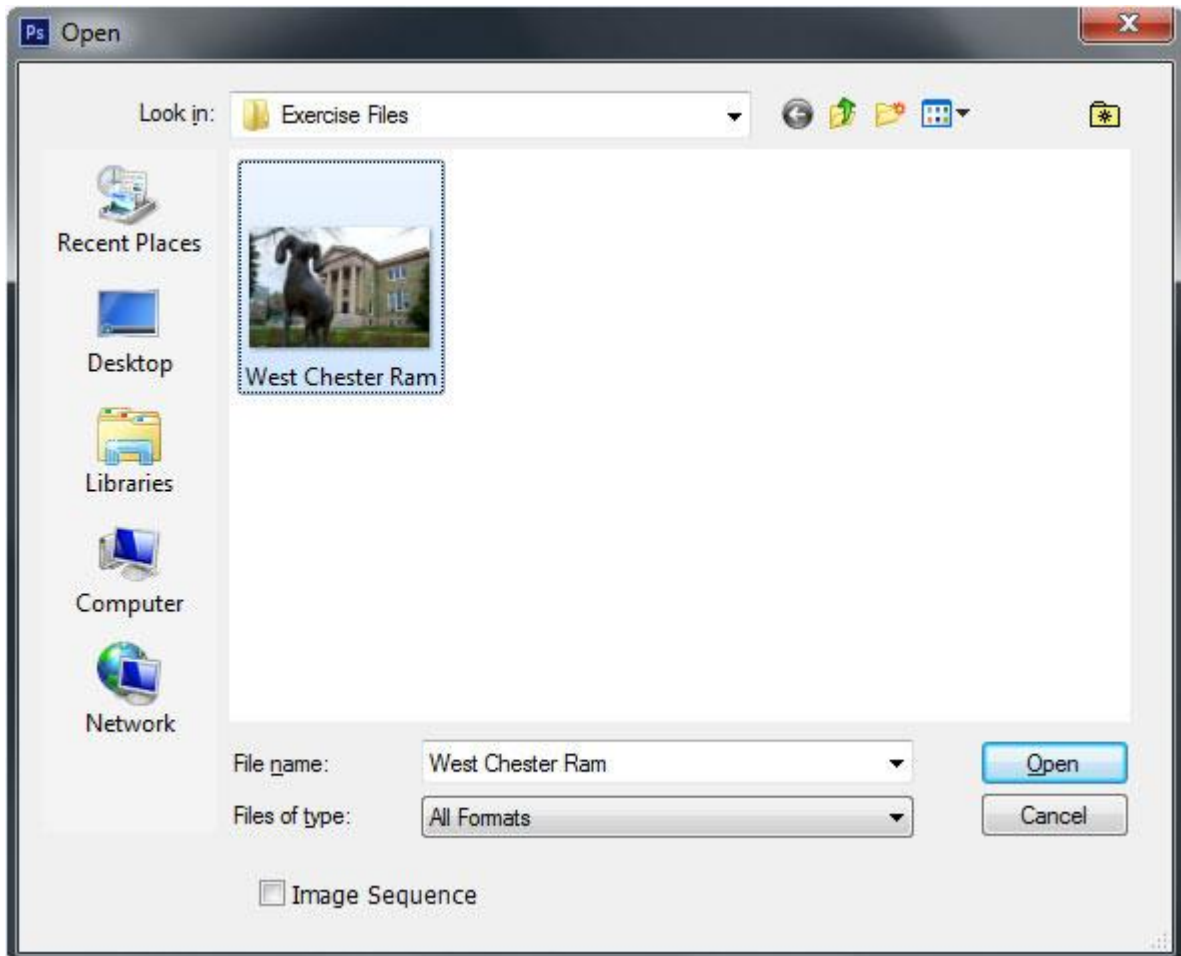 Ps Open
Look in: Exercise Files
Recent Places
Desktop
Libraries
Computer
Network
West Chester Ram
File name: West Chester Ram Open
Files of type: All Formats Cancel
Image Sequence